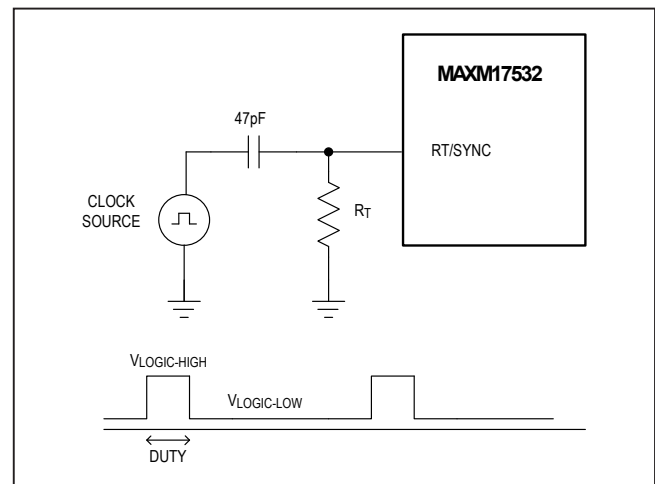 MAXM17532
47pF
RT/SYNC
CLOCK
SOURCE
RT
VLOGIC-HIGH
VLOGIC-LOW
DUTY